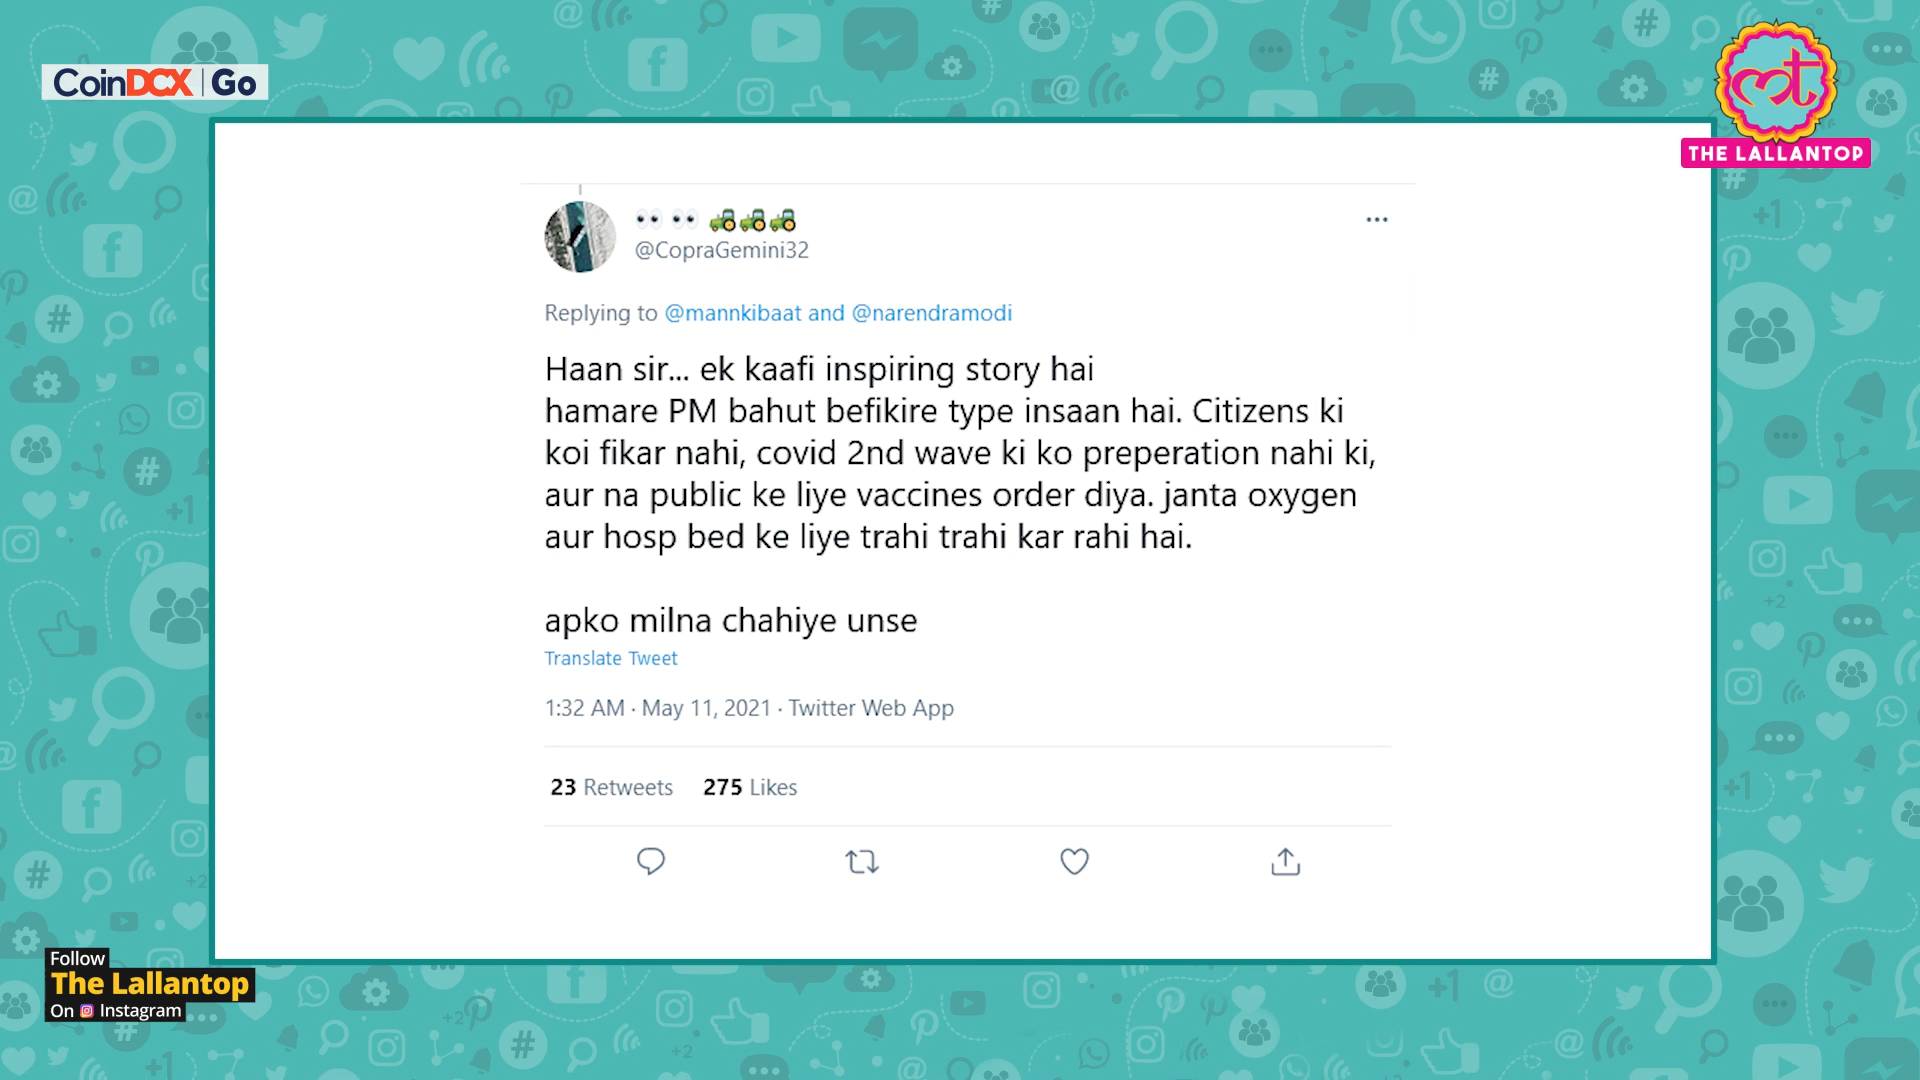 CoinDCX | Go
THE LALLANTOP
👀 👀 🚜🚜🚜
@CopraGemini32
Replying to @mannkibaat and @narendramodi
Haan sir... ek kaafi inspiring story hai
hamare PM bahut befikire type insaan hai. Citizens ki
koi fikar nahi, covid 2nd wave ki ko preperation nahi ki,
aur na public ke liye vaccines order diya. janta oxygen
aur hosp bed ke liye trahi trahi kar rahi hai.
apko milna chahiye unse
Translate Tweet
1:32 AM · May 11, 2021 · Twitter Web App
23 Retweets 275 Likes
Follow
The Lallantop
On Instagram